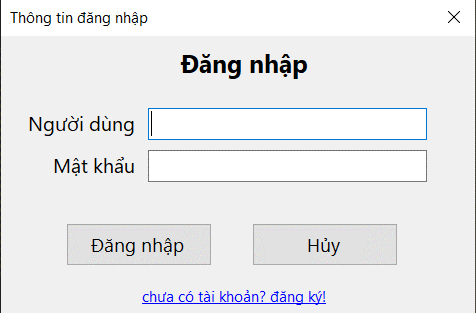 Thông tin đăng nhập
Đăng nhập
Người dùng
Mật khẩu
Đăng nhập Hủy
chưa có tài khoản? đăng ký!